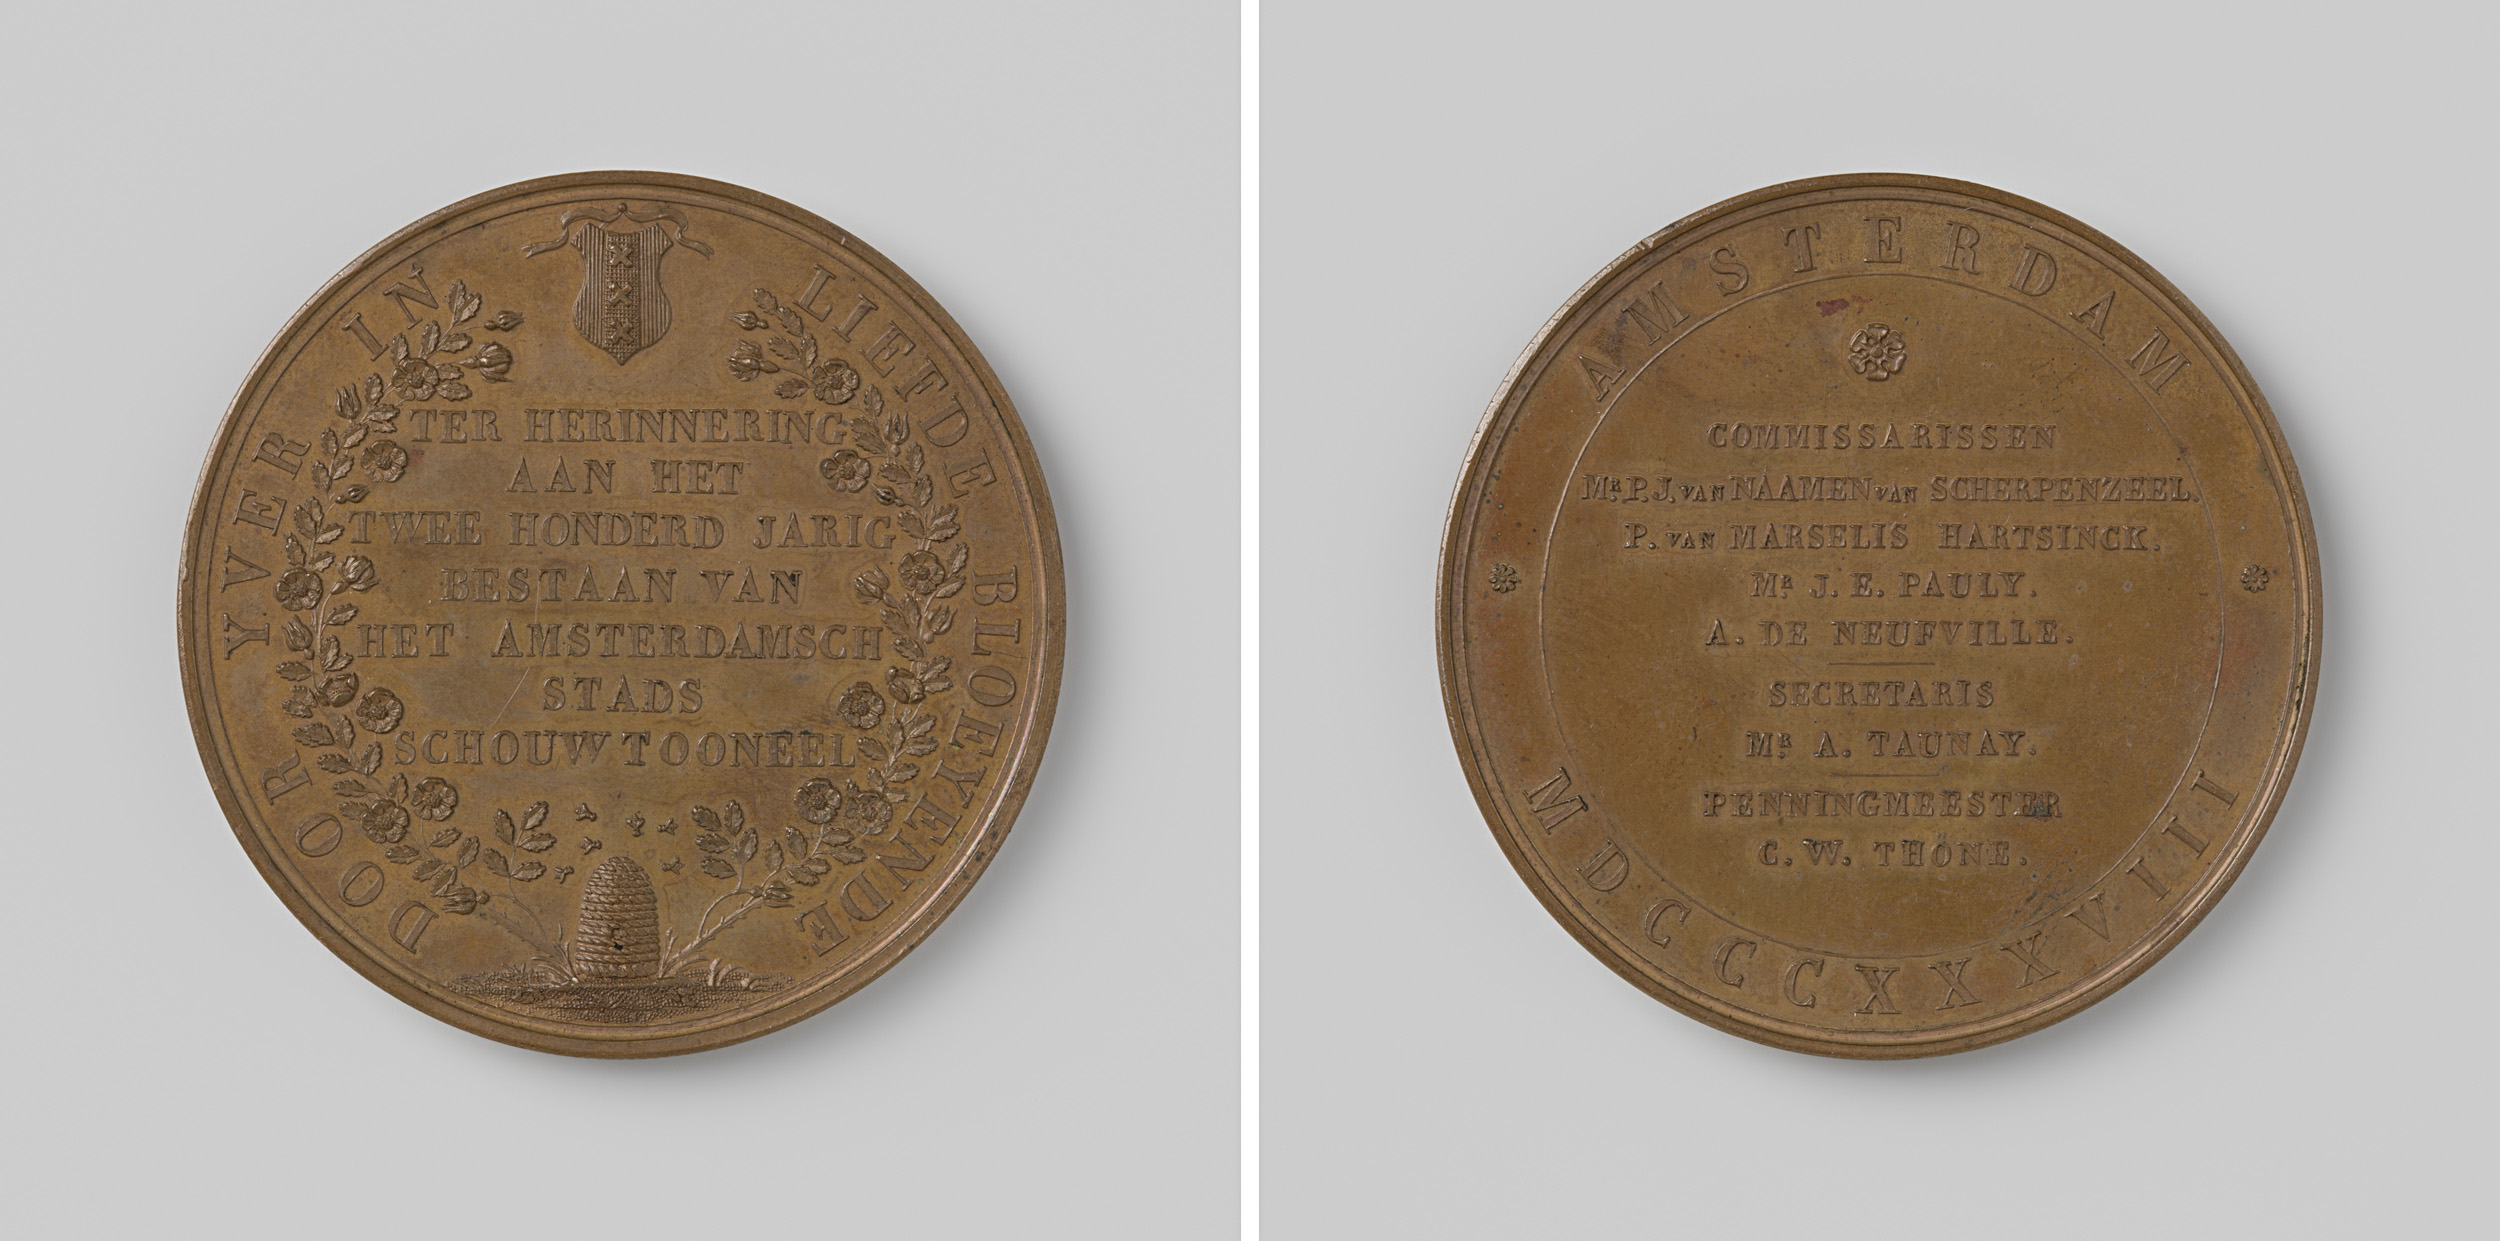 DOOR YVER IN LIEFDE BLOEYENDE
TER HERINNERING
AAN HET
TWEE HONDERD JARIG
BESTAAN VAN
HET AMSTERDAMSCH
STADS
SCHOUWTOONEEL
AMSTERDAM
COMMISSARISSEN
MR. P. J. VAN NAAMEN VAN SCHERPENZEEL.
P. VAN MARSELIS HARTSINCK.
MR. J. E. PAULY.
A. DE NEUFVILLE.
SECRETARIS
MR. A. TAUNAY.
PENNINGMEESTER
C. W. THÖNE.
MDCCCXXXVIII